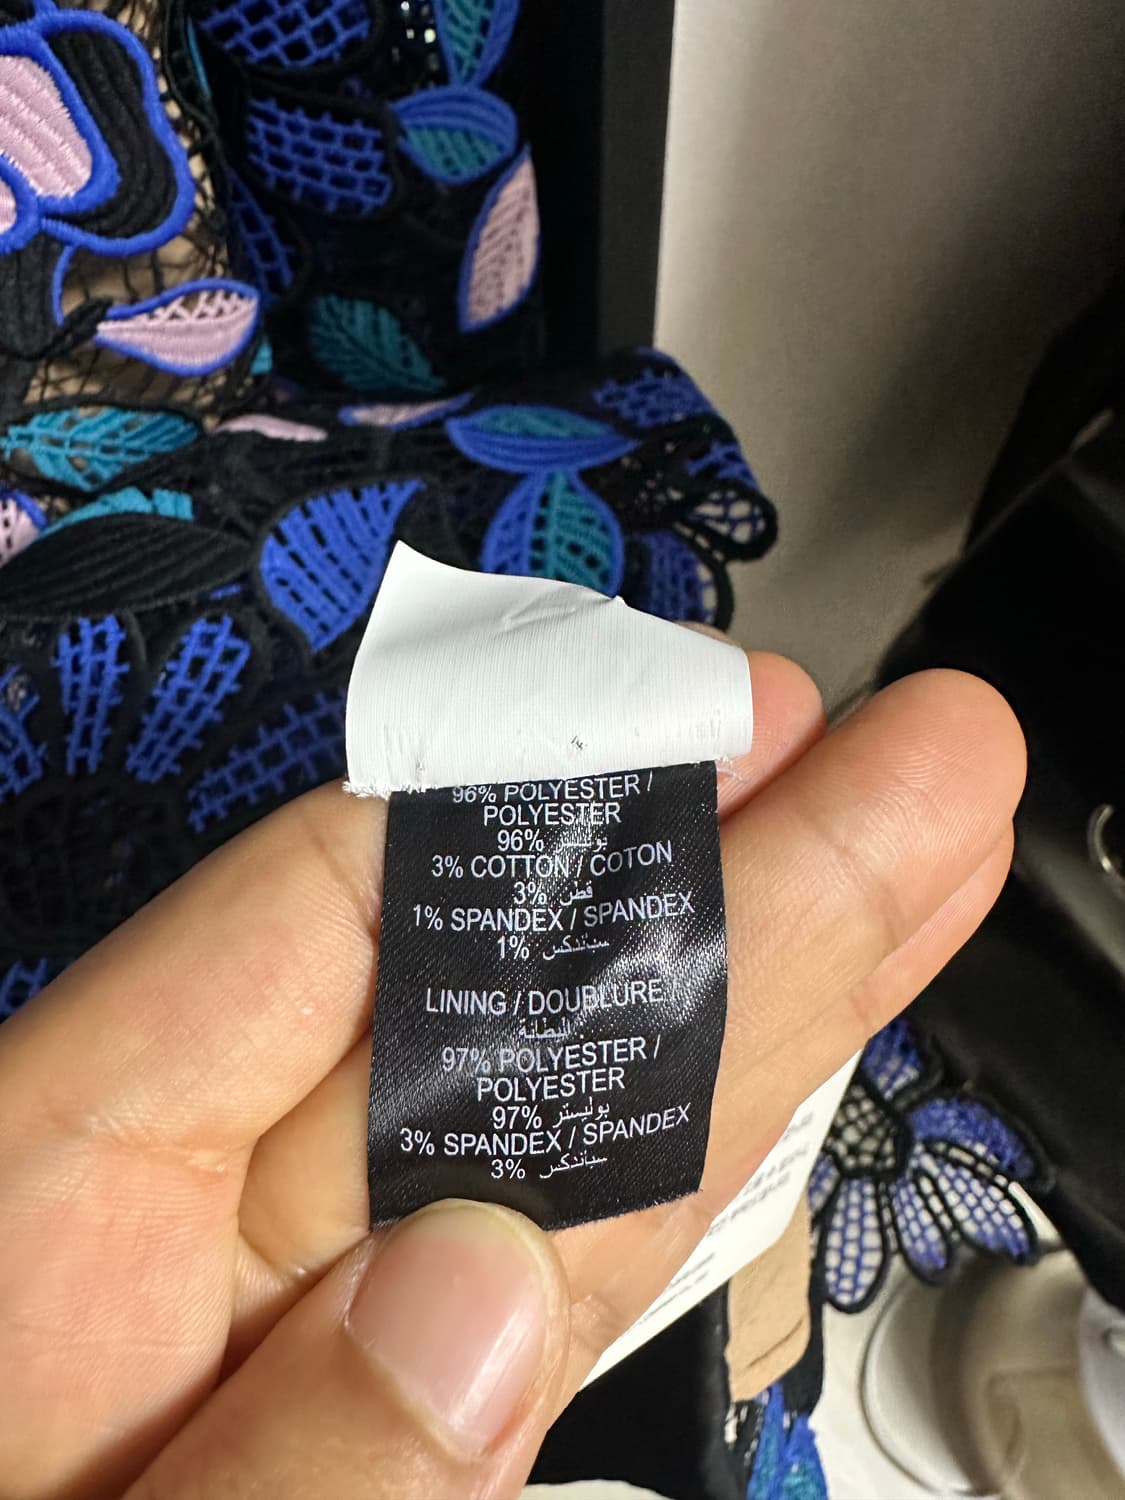 96% POLYESTER /
POLYESTER
96% بوليستر
3% COTTON / COTON
3% قطن
1% SPANDEX / SPANDEX
1% سباندكس
LINING / DOUBLURE /
البطانة
97% POLYESTER /
POLYESTER
97% بوليستر
3% SPANDEX / SPANDEX
3% سباندكس